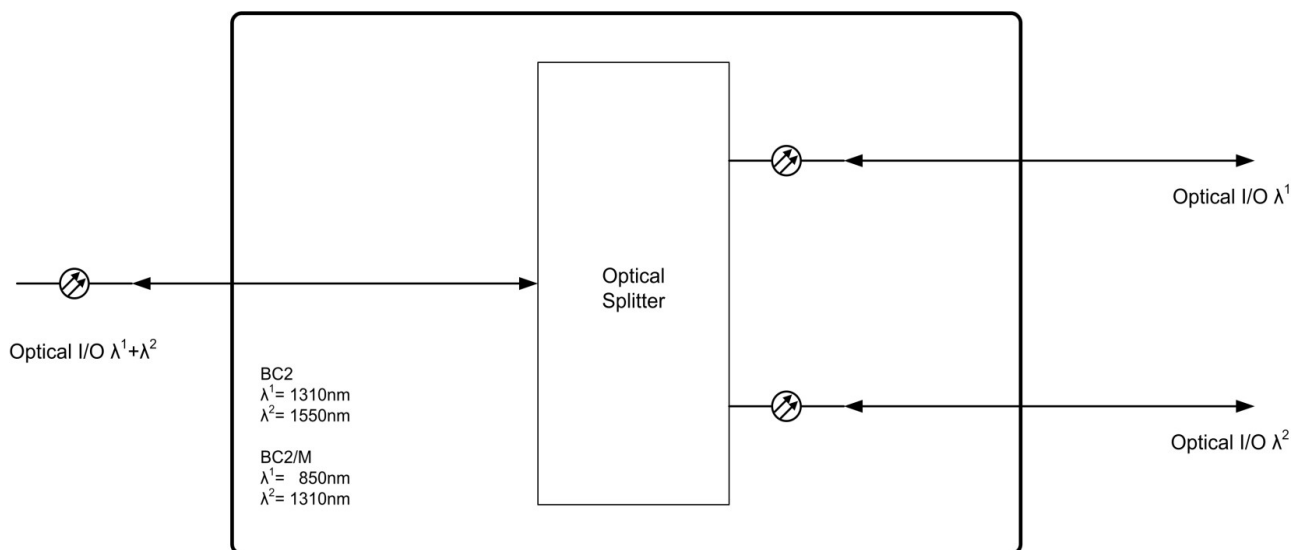 Optical I/O λ¹
Optical
Splitter
Optical I/O λ¹+λ²
BC2
λ¹= 1310nm
λ²= 1550nm
BC2/M
λ¹= 850nm
λ²= 1310nm
Optical I/O λ²